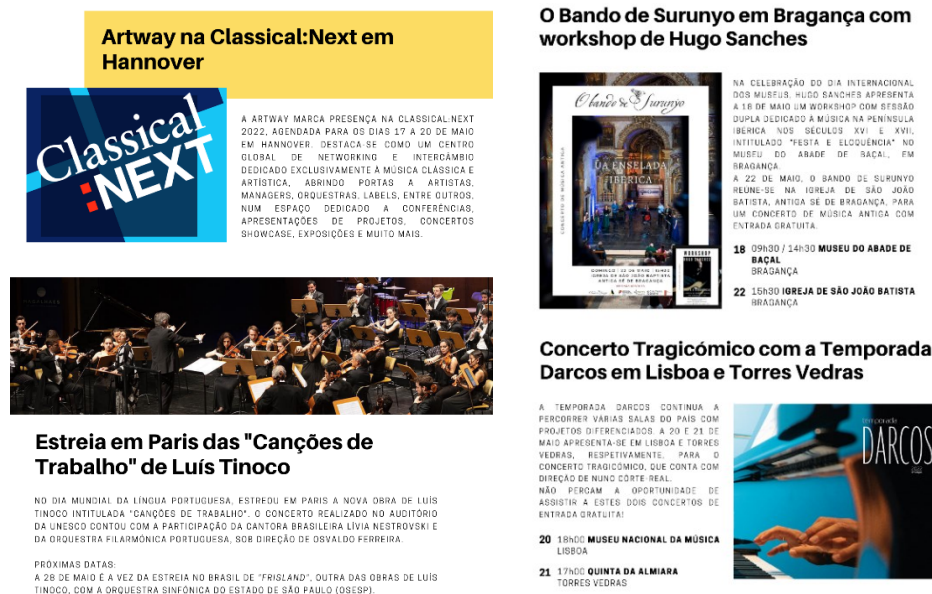 Artway na Classical:Next em
Hannover
Classical
:NEXT
A ARTWAY MARCA PRESENÇA NA CLASSICAL:NEXT
2022, AGENDADA PARA OS DIAS 17 A 20 DE MAIO
EM HANNOVER. DESTACA-SE COMO UM CENTRO
GLOBAL DE NETWORKING E INTERCÂMBIO
DEDICADO EXCLUSIVAMENTE À MÚSICA CLÁSSICA E
ARTÍSTICA, ABRINDO PORTAS A ARTISTAS,
MANAGERS, ORQUESTRAS, LABELS, ENTRE OUTROS,
NUM ESPAÇO DEDICADO A CONFERÊNCIAS,
APRESENTAÇÕES DE PROJETOS, CONCERTOS
SHOWCASE, EXPOSIÇÕES E MUITO MAIS.
Estreia em Paris das "Canções de
Trabalho" de Luís Tinoco
NO DIA MUNDIAL DA LÍNGUA PORTUGUESA, ESTREOU EM PARIS A NOVA OBRA DE LUÍS
TINOCO INTITULADA "CANÇÕES DE TRABALHO". O CONCERTO REALIZADO NO AUDITÓRIO
DA UNESCO CONTOU COM A PARTICIPAÇÃO DA CANTORA BRASILEIRA LÍVIA NESTROVSKI E
DA ORQUESTRA FILARMÓNICA PORTUGUESA, SOB DIREÇÃO DE OSVALDO FERREIRA.
PRÓXIMAS DATAS:
A 28 DE MAIO É A VEZ DA ESTREIA NO BRASIL DE "FRISLAND", OUTRA DAS OBRAS DE LUÍS
TINOCO, COM A ORQUESTRA SINFÓNICA DO ESTADO DE SÃO PAULO (OSESP).
O Bando de Surunyo em Bragança com
workshop de Hugo Sanches
O bando de Surunyo
DA ENSELADA
IBÉRICA
CONCERTO DE MÚSICA ANTIGA
IGREJA DE SÃO JOÃO BAPTISTA
ANTIGA SÉ DE BRAGANÇA
WORKSHOP
NA CELEBRAÇÃO DO DIA INTERNACIONAL
DOS MUSEUS, HUGO SANCHES APRESENTA
A 18 DE MAIO UM WORKSHOP COM SESSÃO
DUPLA DEDICADO À MÚSICA NA PENÍNSULA
IBÉRICA NOS SÉCULOS XVI E XVII,
INTITULADO "FESTA E ELOQUÊNCIA" NO
MUSEU DO ABADE DE BAÇAL, EM
BRAGANÇA.
A 22 DE MAIO, O BANDO DE SURUNYO
REÚNE-SE NA IGREJA DE SÃO JOÃO
BATISTA, ANTIGA SÉ DE BRAGANÇA, PARA
UM CONCERTO DE MÚSICA ANTIGA COM
ENTRADA GRATUITA.
18 09h30 / 14h30 MUSEU DO ABADE DE
BAÇAL
BRAGANÇA
22 15h30 IGREJA DE SÃO JOÃO BATISTA
BRAGANÇA
Concerto Tragicómico com a Temporada
Darcos em Lisboa e Torres Vedras
A TEMPORADA DARCOS CONTINUA A
PERCORRER VÁRIAS SALAS DO PAÍS COM
PROJETOS DIFERENCIADOS. A 20 E 21 DE
MAIO APRESENTA-SE EM LISBOA E TORRES
VEDRAS, RESPETIVAMENTE, PARA O
CONCERTO TRAGICÓMICO, QUE CONTA COM
DIREÇÃO DE NUNO CÔRTE-REAL.
NÃO PERCAM A OPORTUNIDADE DE
ASSISTIR A ESTES DOIS CONCERTOS DE
ENTRADA GRATUITA!
20 18h00 MUSEU NACIONAL DA MÚSICA
LISBOA
21 17h00 QUINTA DA ALMIARA
TORRES VEDRAS
temporada
DARCOS